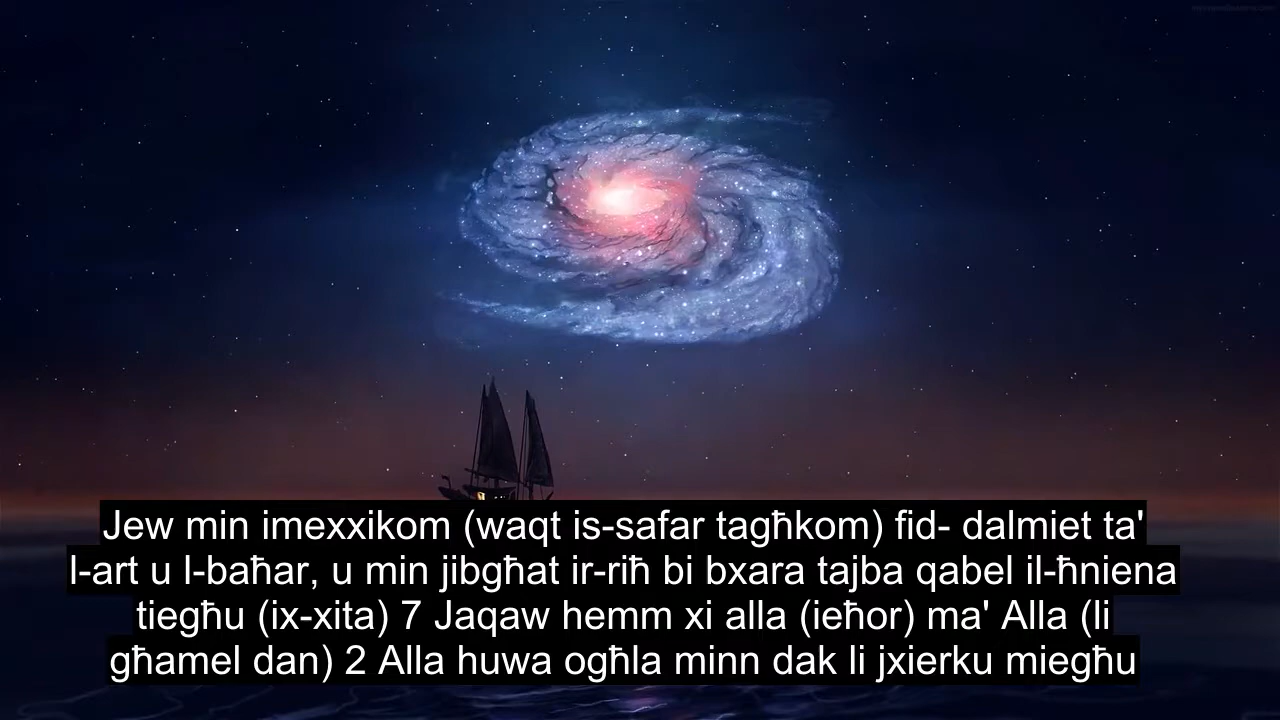 Jew min imexxikom (waqt is-safar tagħkom) fid- dalmiet ta'
l-art u l-baħar, u min jibgħat ir-riħ bi bxara tajba qabel il-ħniena
tiegħu (ix-xita) 7 Jaqaw hemm xi alla (ieħor) ma' Alla (li
għamel dan) 2 Alla huwa ogħla minn dak li jxierku miegħu